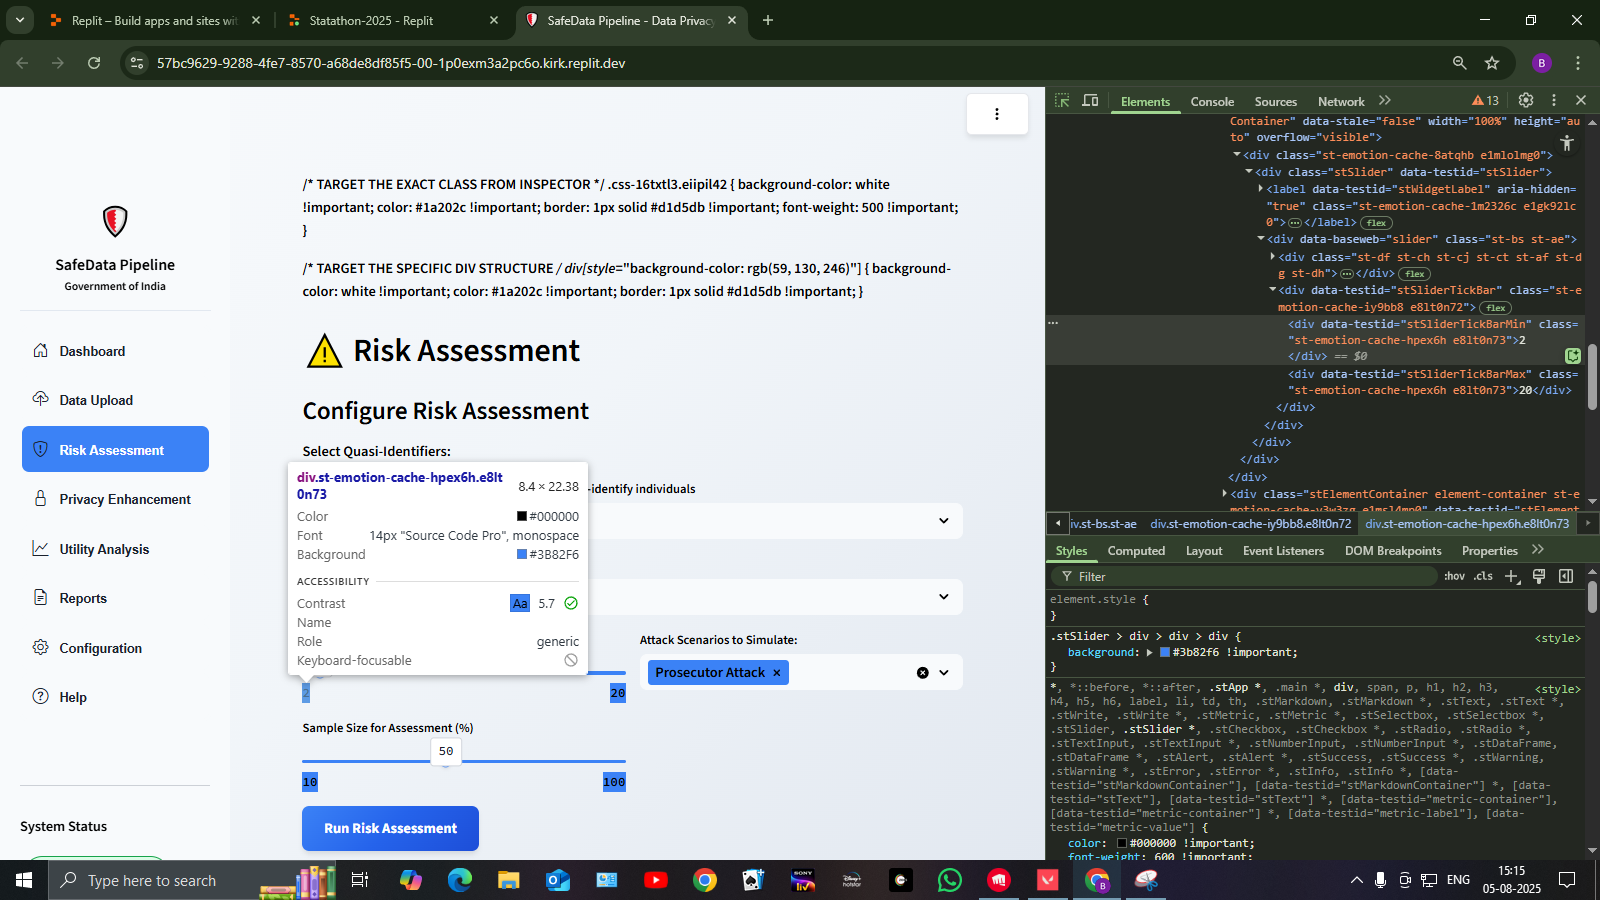 Replit – Build apps and sites wit
Statathon-2025 - Replit
SafeData Pipeline - Data Privacy
57bc9629-9288-4fe7-8570-a68de8df85f5-00-1p0exm3a2pc6o.kirk.replit.dev
B
SafeData Pipeline
Government of India
Dashboard
Data Upload
Risk Assessment
Privacy Enhancement
Utility Analysis
Reports
Configuration
Help
System Status
/* TARGET THE EXACT CLASS FROM INSPECTOR */ .css-16txtl3.eiipil42 { background-color: white
!important; color: #1a202c !important; border: 1px solid #d1d5db !important; font-weight: 500 !important;
}
/* TARGET THE SPECIFIC DIV STRUCTURE / div[style="background-color: rgb(59, 130, 246)"] { background-
color: white !important; color: #1a202c !important; border: 1px solid #d1d5db !important; }
Risk Assessment
Configure Risk Assessment
Select Quasi-Identifiers:
-identify individuals
div.st-emotion-cache-hpex6h.e8lt
0n73
8.4 × 22.38
Color #000000
Font 14px "Source Code Pro", monospace
Background #3B82F6
ACCESSIBILITY
Contrast Aa 5.7
Name
Role generic
Keyboard-focusable
2
20
Attack Scenarios to Simulate:
Prosecutor Attack ×
Sample Size for Assessment (%)
50
10
100
Run Risk Assessment
Elements Console Sources Network 13
Container" data-stale="false" width="100%" height="au
to" overflow="visible">
<div class="st-emotion-cache-8atqhb e1mlolmg0">
<div class="stSlider" data-testid="stSlider">
<label data-testid="stWidgetLabel" aria-hidden=
"true" class="st-emotion-cache-1m2326c e1gk92lc
0"> </label> flex
<div data-baseweb="slider" class="st-bs st-ae">
<div class="st-df st-ch st-cj st-ct st-af st-d
g st-dh"> </div> flex
<div data-testid="stSliderTickBar" class="st-e
motion-cache-iy9bb8 e8lt0n72"> flex
<div data-testid="stSliderTickBarMin" class=
"st-emotion-cache-hpex6h e8lt0n73">2
</div> == $0
<div data-testid="stSliderTickBarMax" class=
"st-emotion-cache-hpex6h e8lt0n73">20</div>
</div>
</div>
</div>
</div>
</div>
<div class="stElementContainer element-container st-e
iv.st-bs.st-ae div.st-emotion-cache-iy9bb8.e8lt0n72 div.st-emotion-cache-hpex6h.e8lt0n73
Styles Computed Layout Event Listeners DOM Breakpoints Properties
Filter :hov .cls
element.style {
}
.stSlider > div > div > div { <style>
background: #3b82f6 !important;
}
*, *::before, *::after, .stApp *, .main *, div, span, p, h1, h2, h3, <style>
h4, h5, h6, label, li, td, th, .stMarkdown, .stMarkdown *, .stText, .stText *,
.stWrite, .stWrite *, .stMetric, .stMetric *, .stSelectbox, .stSelectbox *,
.stSlider, .stSlider *, .stCheckbox, .stCheckbox *, .stRadio, .stRadio *,
.stTextInput, .stTextInput *, .stNumberInput, .stNumberInput *, .stDataFrame,
.stDataFrame *, .stAlert, .stAlert *, .stSuccess, .stSuccess *, .stWarning,
.stWarning *, .stError, .stError *, .stInfo, .stInfo *, [data-
testid="stMarkdownContainer"], [data-testid="stMarkdownContainer"] *, [data-
testid="stText"], [data-testid="stText"] *, [data-testid="metric-container"],
[data-testid="metric-container"] *, [data-testid="metric-label"], [data-
testid="metric-value"] {
color: #000000 !important;
font-weight: 600 !important;
Type here to search
ENG
15:15
05-08-2025